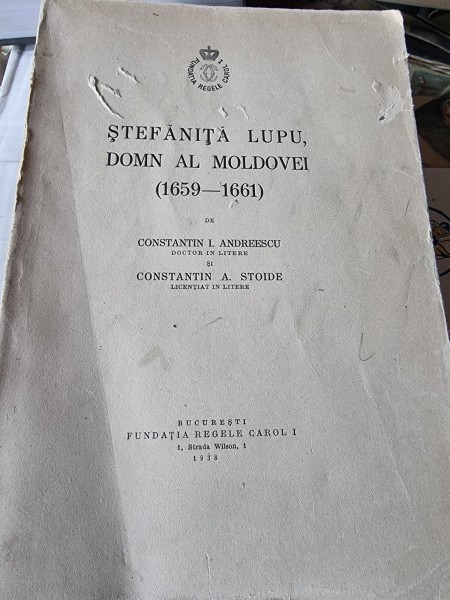 FUNDAȚIA REGELE CAROL I
ȘTEFĂNIȚĂ LUPU,
DOMN AL MOLDOVEI
(1659—1661)
DE
CONSTANTIN I. ANDREESCU
DOCTOR IN LITERE
ȘI
CONSTANTIN A. STOIDE
LICENȚIAT IN LITERE
BUCUREȘTI
FUNDAȚIA REGELE CAROL I
1, Strada Wilson, 1
1938